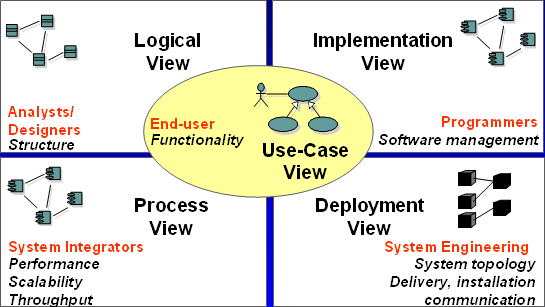 Logical
View
Analysts/
Designers
Structure
Implementation
View
Programmers
Software management
End-user
Functionality
Use-Case
View
Process
View
System Integrators
Performance
Scalability
Throughput
Deployment
View
System Engineering
System topology
Delivery, installation
communication